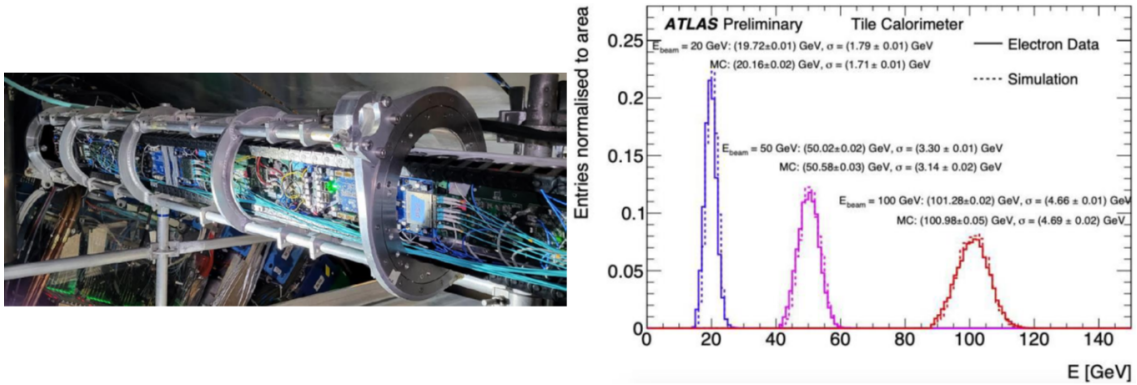 ATLAS Preliminary Tile Calorimeter
E_beam = 20 GeV: (19.72±0.01) GeV, σ = (1.79 ± 0.01) GeV
MC: (20.16±0.02) GeV, σ = (1.71 ± 0.01) GeV
Electron Data
Simulation
E_beam = 50 GeV: (50.02±0.02) GeV, σ = (3.30 ± 0.01) GeV
MC: (50.58±0.03) GeV, σ = (3.14 ± 0.02) GeV
E_beam = 100 GeV: (101.28±0.02) GeV, σ = (4.66 ± 0.01) GeV
MC: (100.98±0.05) GeV, σ = (4.69 ± 0.02) GeV
Entries normalised to area
0.25
0.2
0.15
0.1
0.05
0
0 20 40 60 80 100 120 140
E [GeV]